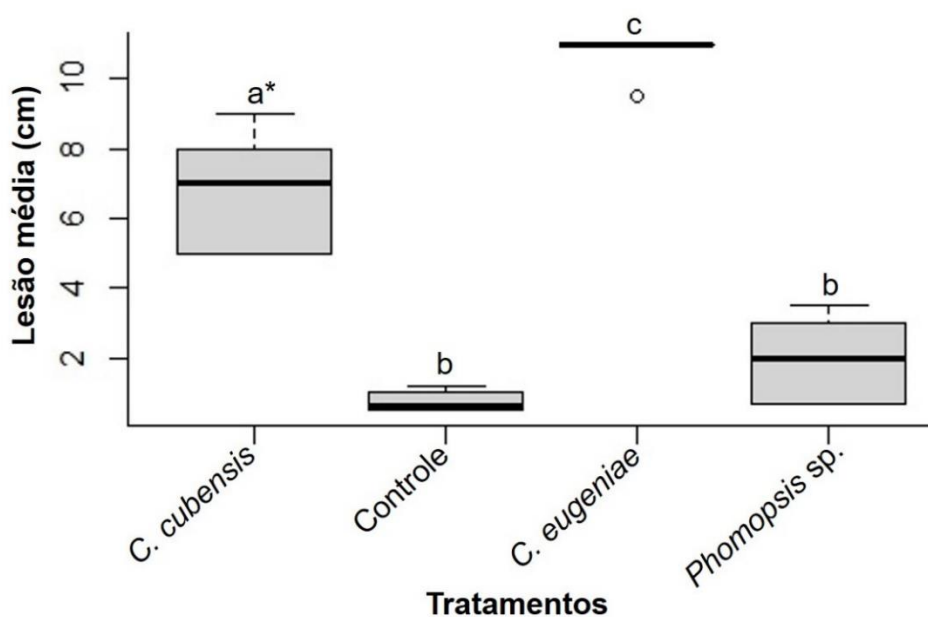 Lesão média (cm)
10
8
6
4
2
a*
b
c
b
C. cubensis
Controle
C. eugeniae
Phomopsis sp.
Tratamentos